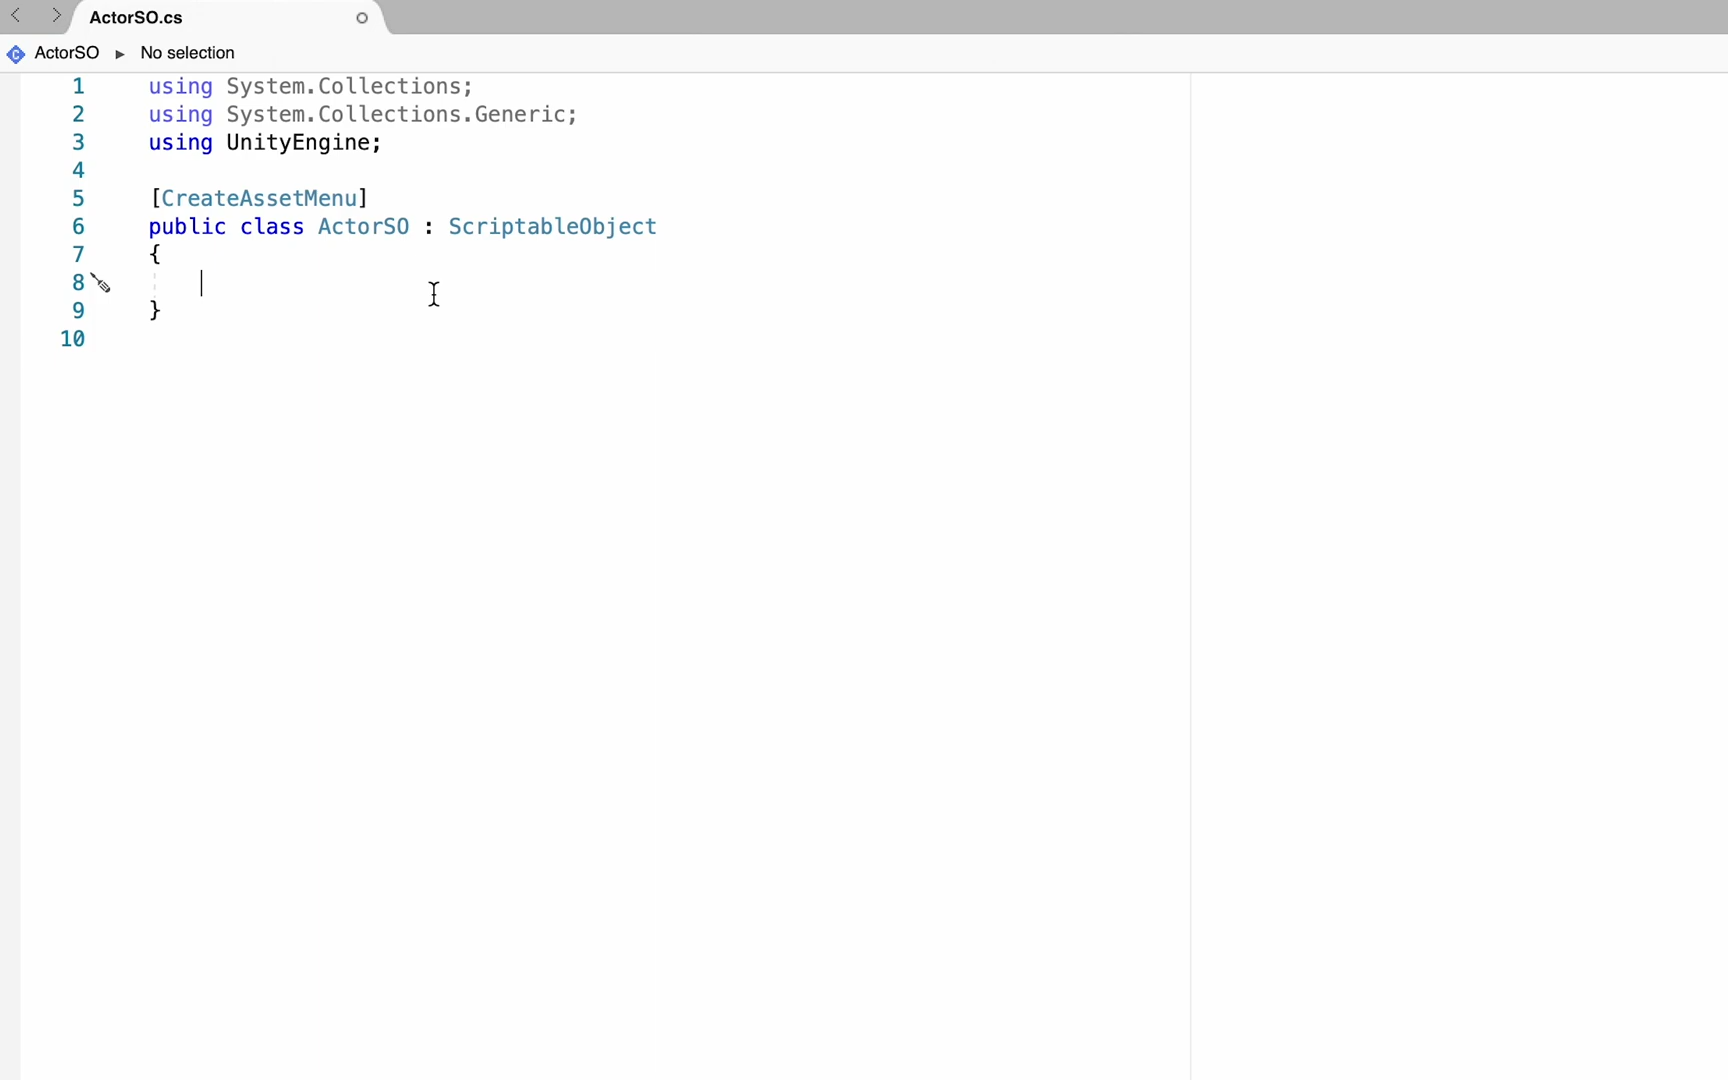 ActorSO.cs
ActorSO ▸ No selection
1 using System.Collections;
2 using System.Collections.Generic;
3 using UnityEngine;
4
5 [CreateAssetMenu]
6 public class ActorSO : ScriptableObject
7 {
8
9 }
10